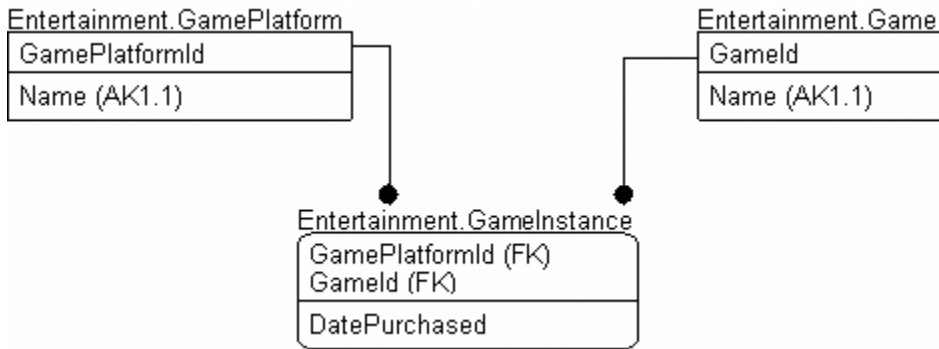 Entertainment.GamePlatform
GamePlatformId
Name (AK1.1)
Entertainment.Game
GameId
Name (AK1.1)
Entertainment.GameInstance
GamePlatformId (FK)
GameId (FK)
DatePurchased